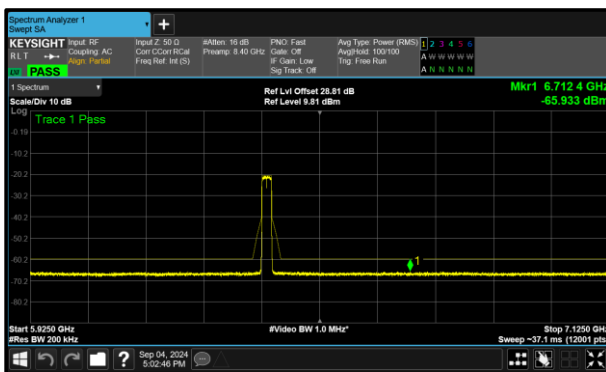 Spectrum Analyzer 1
Swept SA
KEYSIGHT Input: RF Input Z: 50 Ω #Atten: 16 dB PNO: Fast Avg Type: Power (RMS) 1 2 3 4 5 6
R L T Coupling: AC Corr CCorr RCal Preamp: 8.40 GHz Gate: Off Avg|Hold: 100/100 A W W W W W
Align: Partial Freq Ref: Int (S) IF Gain: Low Trig: Free Run
PASS Sig Track: Off A N N N N N
1 Spectrum Ref Lvl Offset 28.81 dB Mkr1 6.712 4 GHz
Scale/Div 10 dB Ref Level 9.81 dBm -65.933 dBm
Log
Trace 1 Pass
-0.19
-10.2
-20.2
-30.2
-40.2
-50.2
-60.2
1
-70.2
-80.2
Start 5.9250 GHz #Video BW 1.0 MHz* Stop 7.1250 GHz
#Res BW 200 kHz Sweep ~37.1 ms (12001 pts)
? Sep 04, 2024
5:02:46 PM